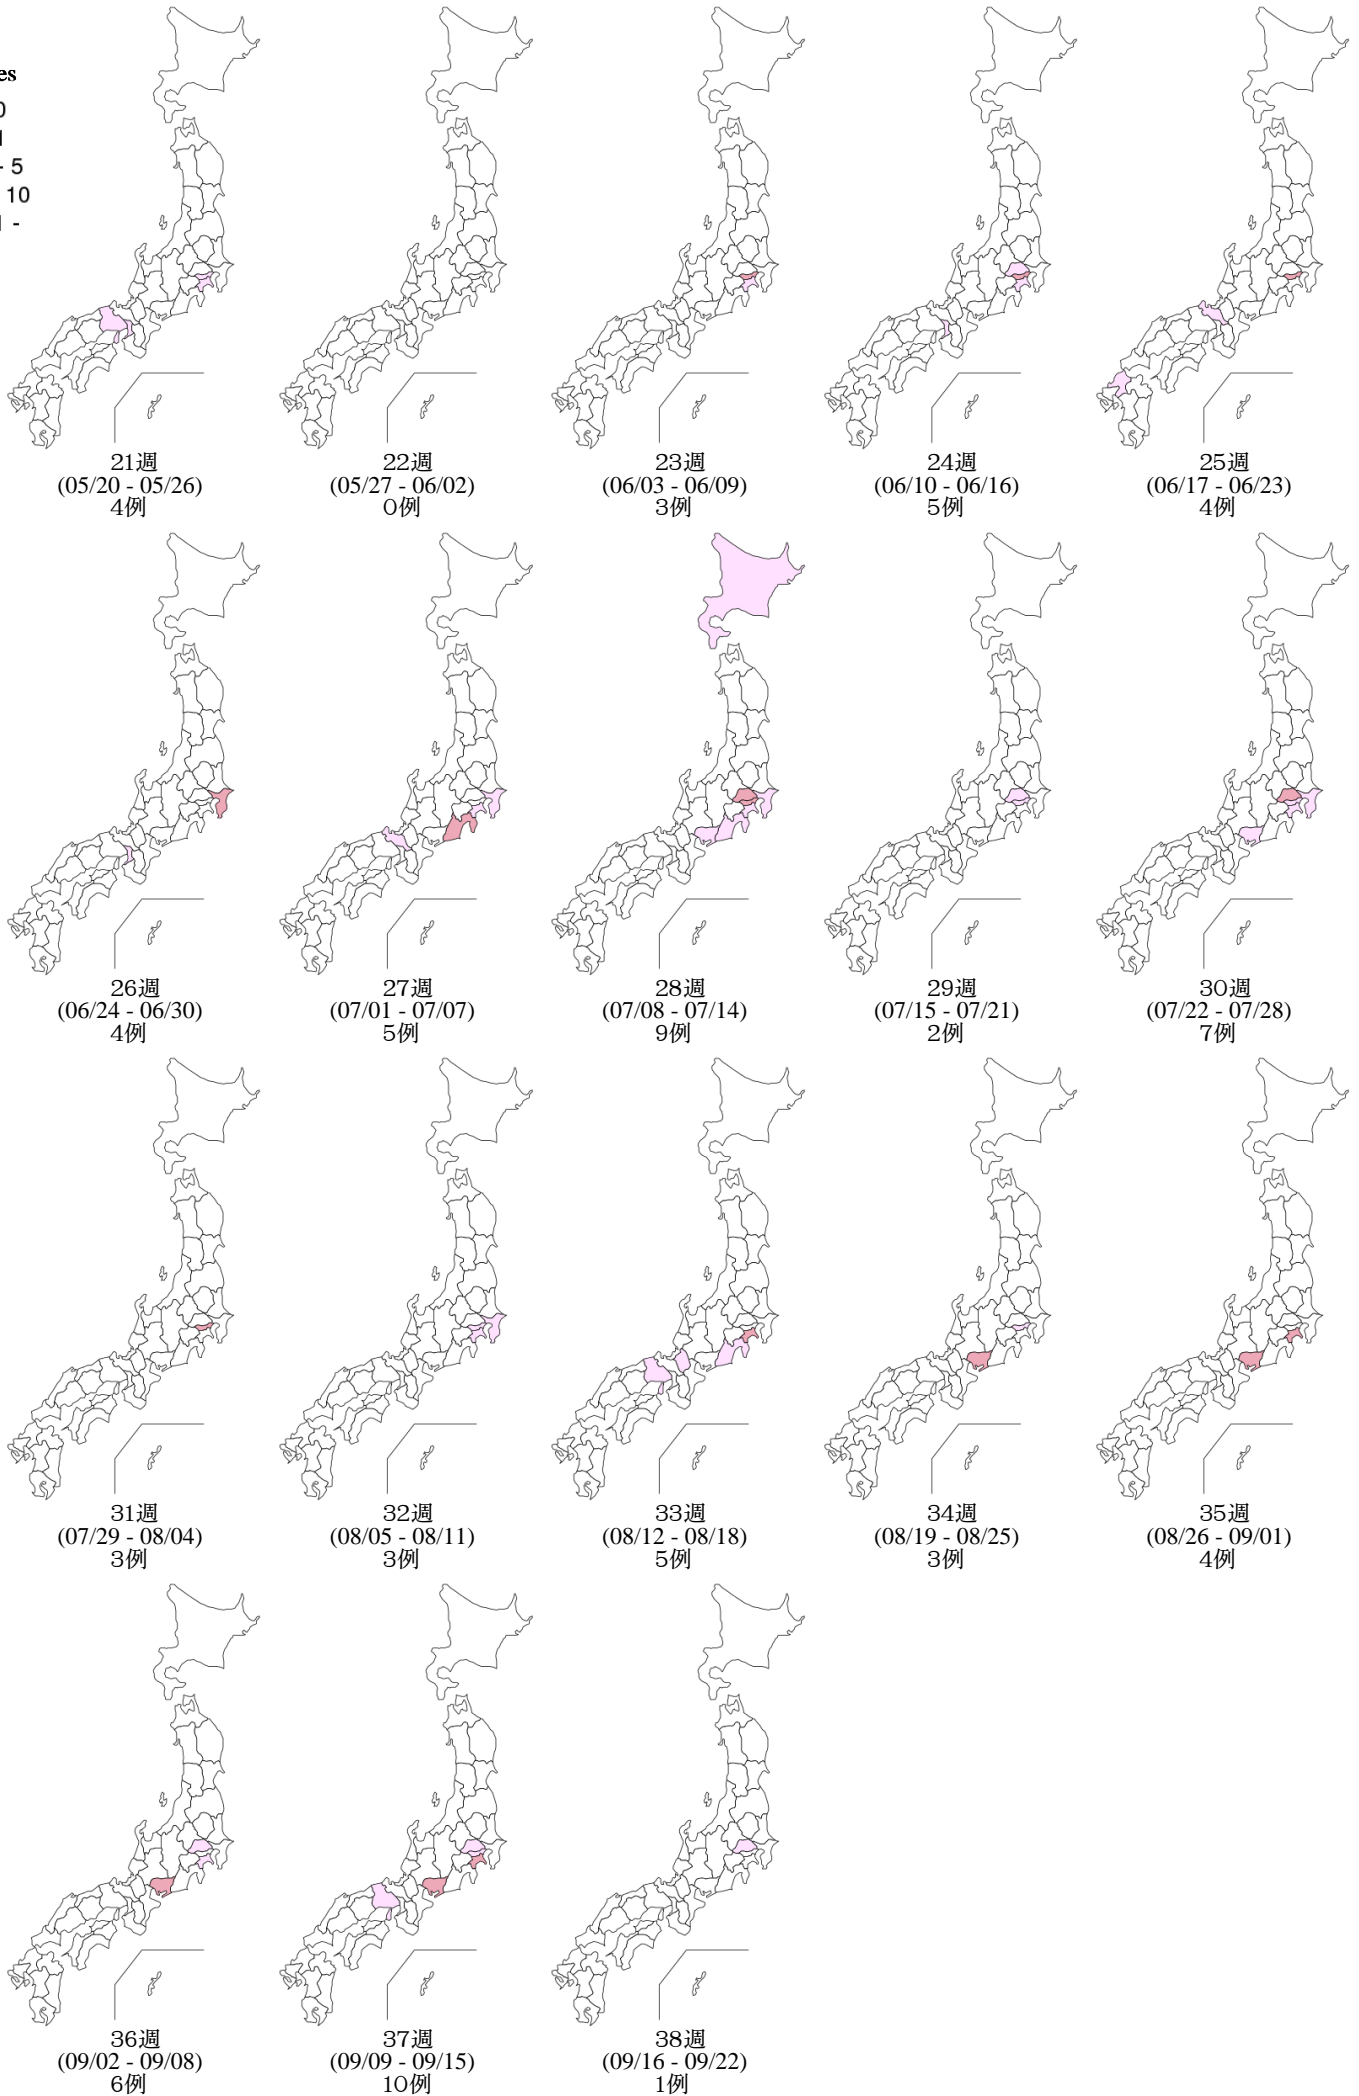 es
0
1
- 5
10
1 -
21週
(05/20 - 05/26)
4例
22週
(05/27 - 06/02)
0例
23週
(06/03 - 06/09)
3例
24週
(06/10 - 06/16)
5例
25週
(06/17 - 06/23)
4例
26週
(06/24 - 06/30)
4例
27週
(07/01 - 07/07)
5例
28週
(07/08 - 07/14)
9例
29週
(07/15 - 07/21)
2例
30週
(07/22 - 07/28)
7例
31週
(07/29 - 08/04)
3例
32週
(08/05 - 08/11)
3例
33週
(08/12 - 08/18)
5例
34週
(08/19 - 08/25)
3例
35週
(08/26 - 09/01)
4例
36週
(09/02 - 09/08)
6例
37週
(09/09 - 09/15)
10例
38週
(09/16 - 09/22)
1例